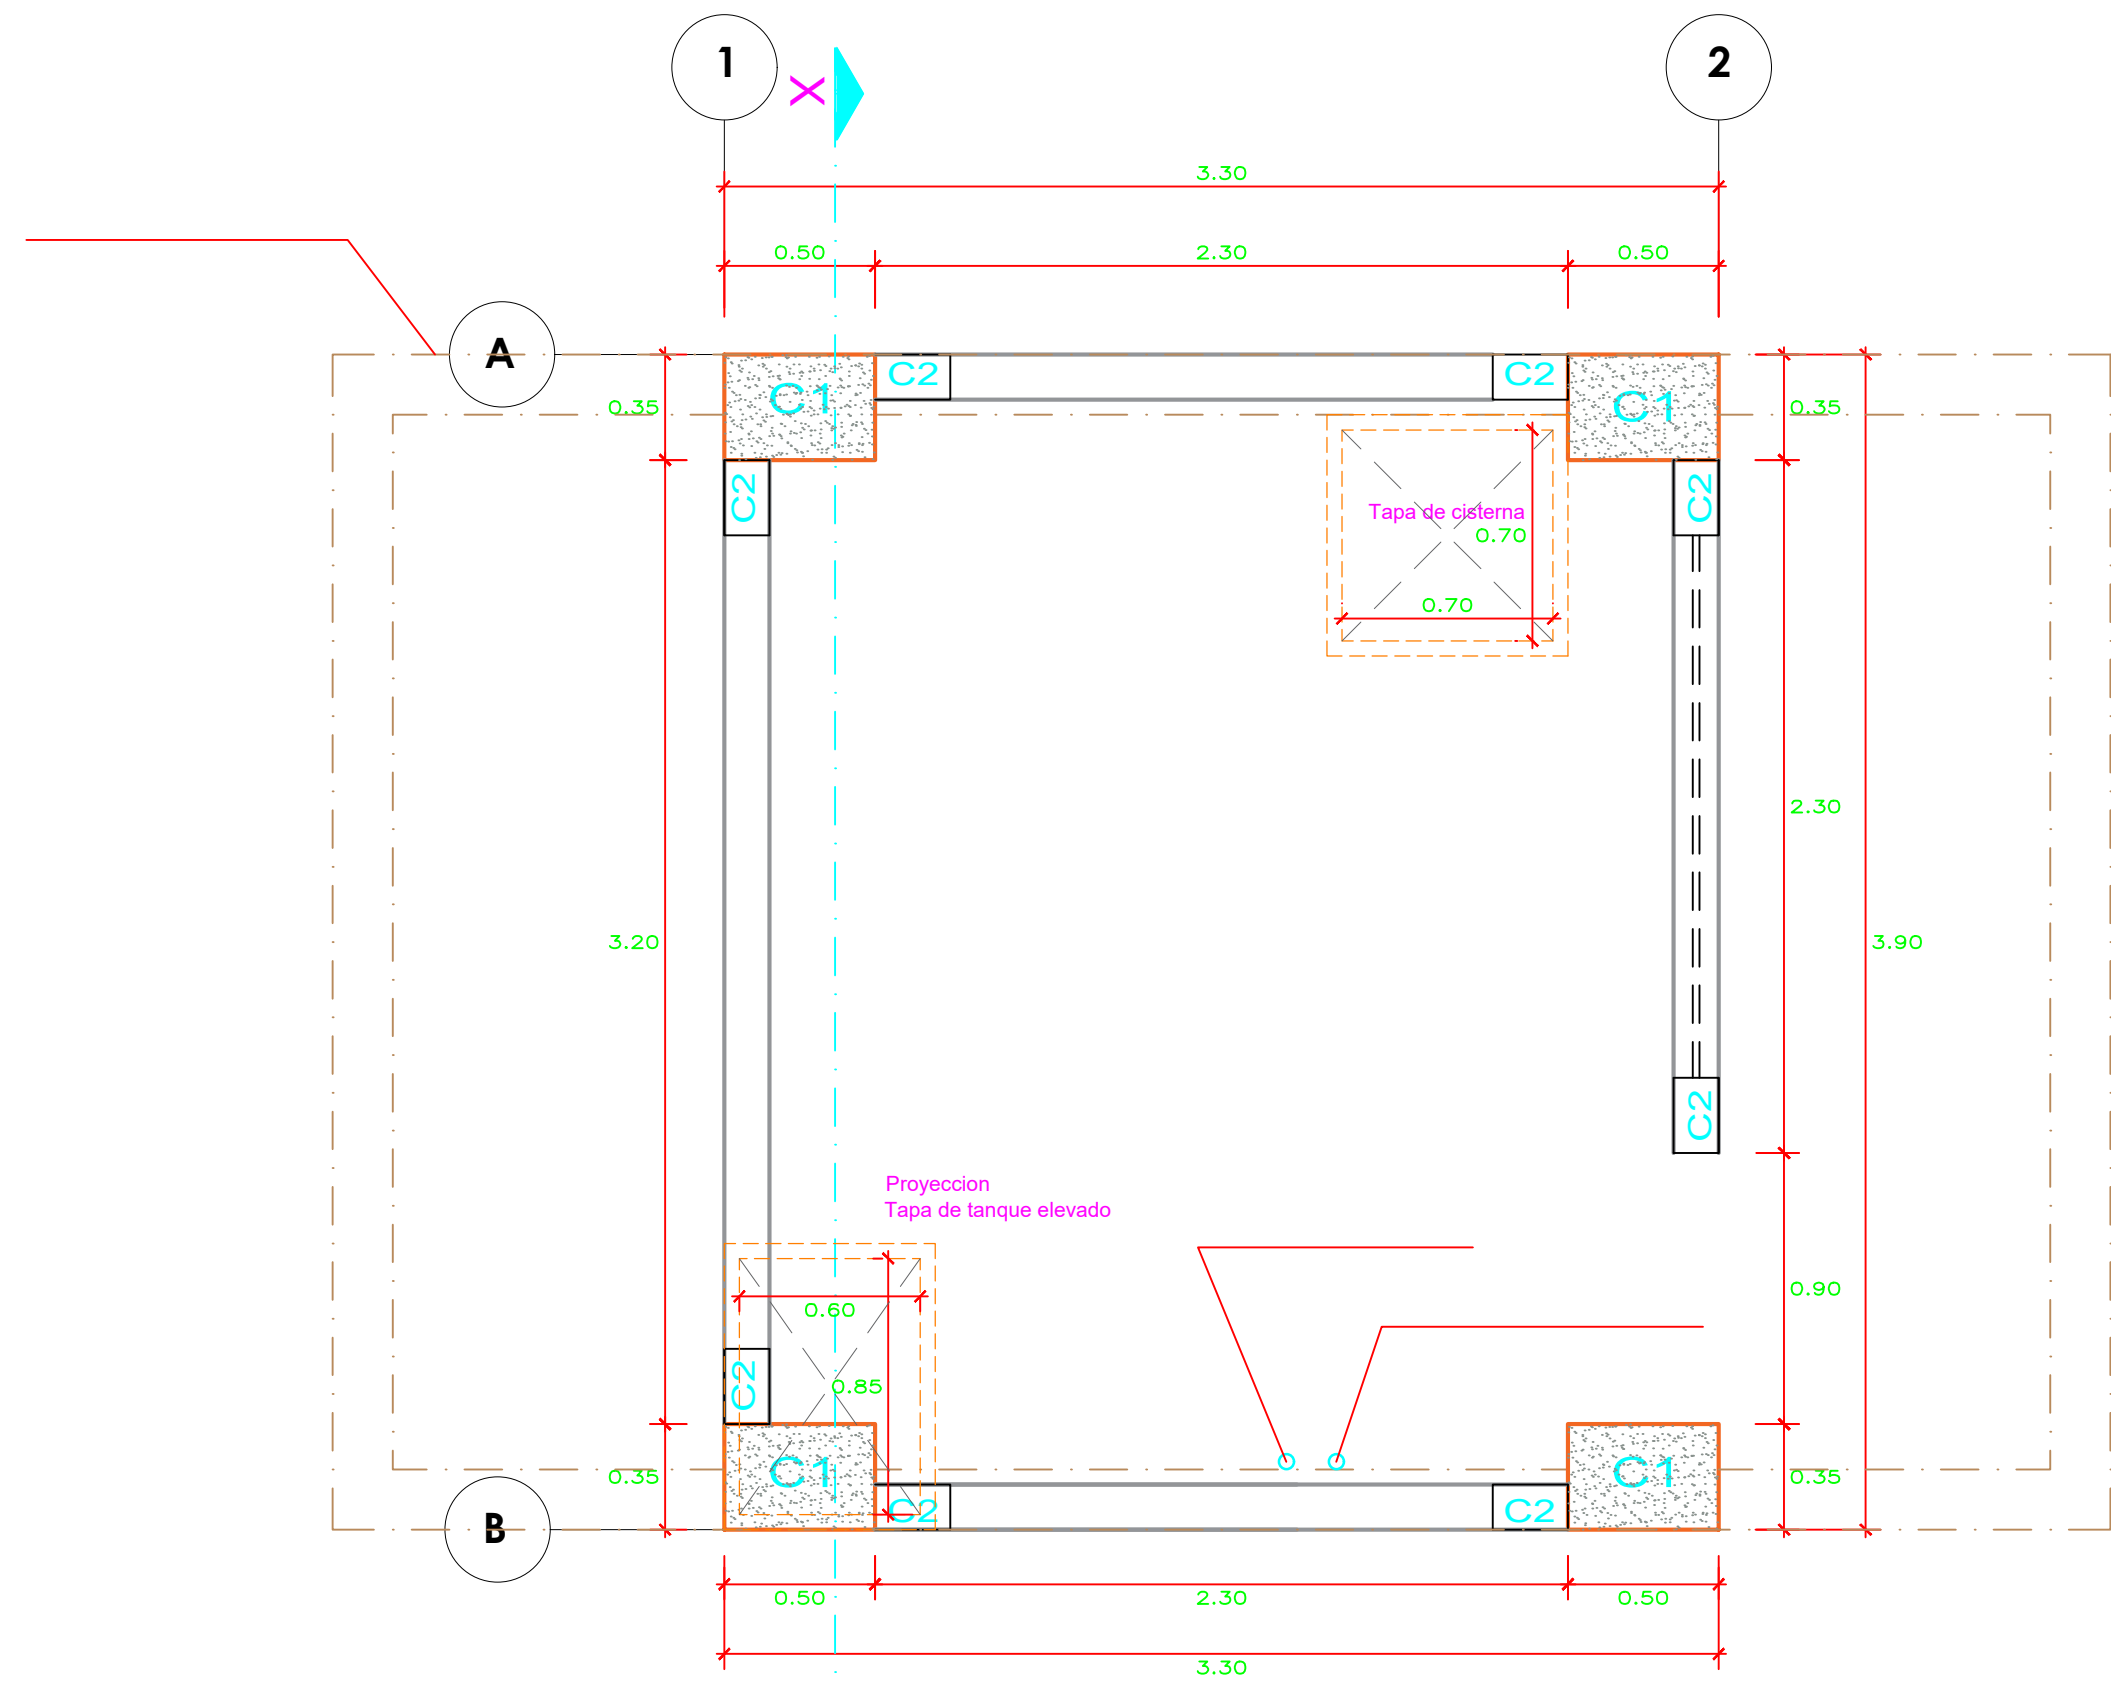 1
X
2
3.30
0.50
2.30
0.50
A
C1
C2
C2
C1
0.35
0.35
C2
C2
Tapa de cisterna
0.70
0.70
2.30
3.20
3.90
C2
Proyeccion
Tapa de tanque elevado
0.90
0.60
C2
0.85
C1
C1
0.35
0.35
C2
C2
B
0.50
2.30
0.50
3.30